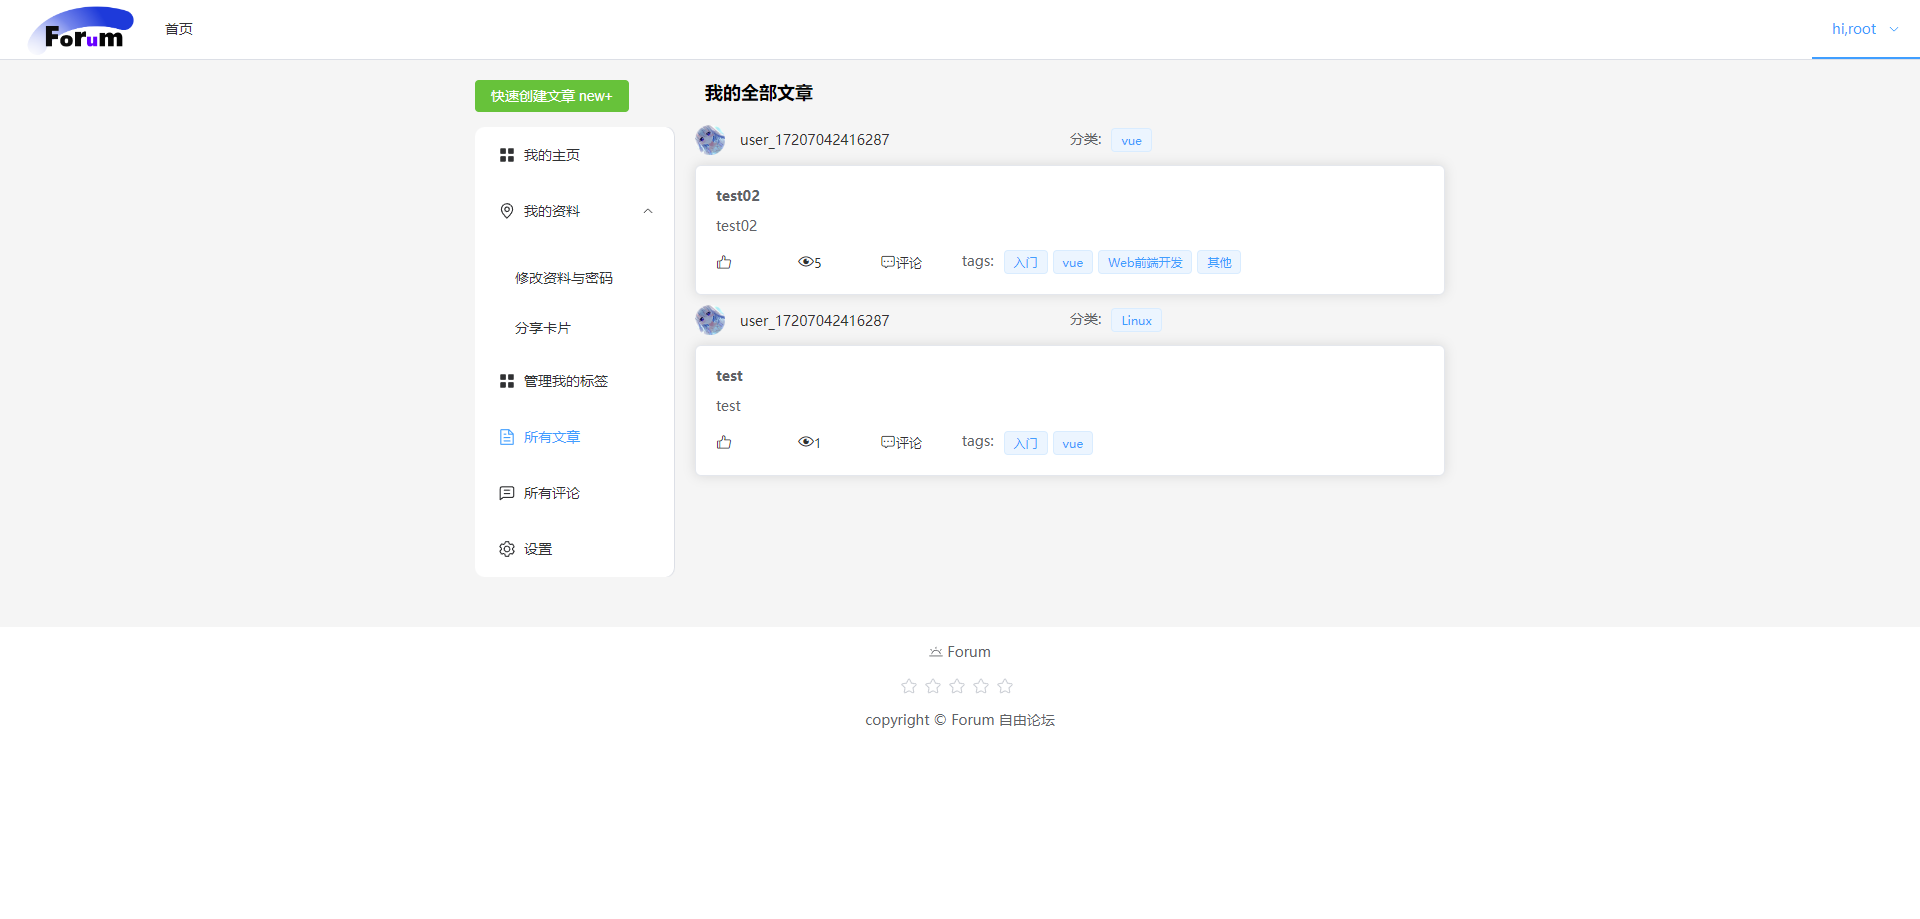 Forum
首页
hi,root
快速创建文章 new+
我的主页
我的资料
修改资料与密码
分享卡片
管理我的标签
所有文章
所有评论
设置
我的全部文章
user_17207042416287
分类: vue
test02
test02
5 评论 tags: 入门 vue Web前端开发 其他
user_17207042416287
分类: Linux
test
test
1 评论 tags: 入门 vue
Forum
copyright © Forum 自由论坛